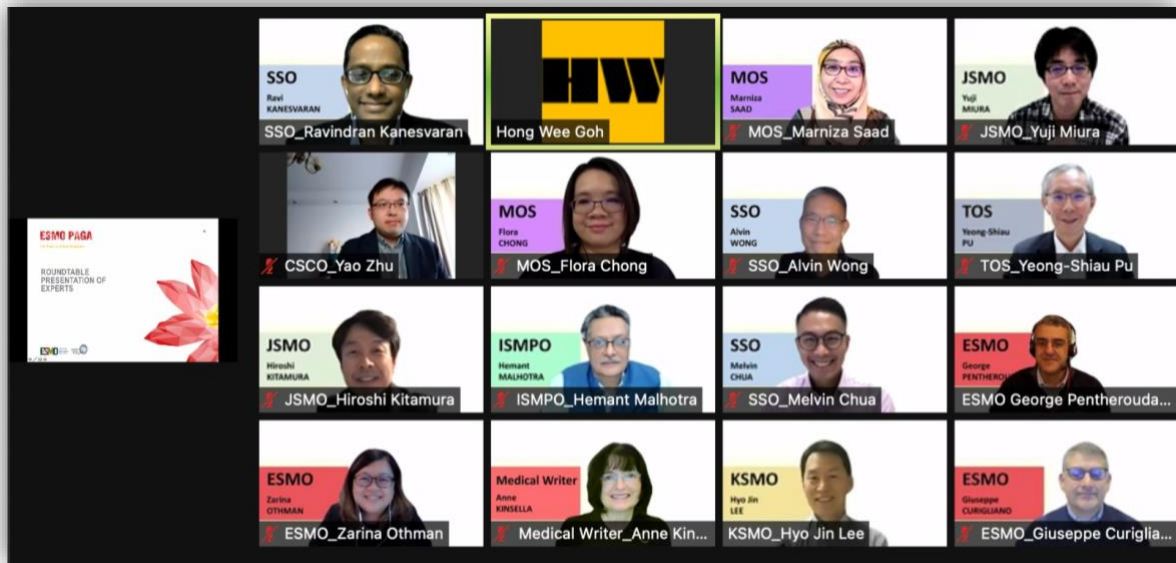 ESMO PAGA
ROUNDTABLE
PRESENTATION OF
EXPERTS
ESMO
SSO
Ravi
KANESVARAN
SSO_Ravindran Kanesvaran
HW
Hong Wee Goh
MOS
Marniza
SAAD
MOS_Marniza Saad
JSMO
Yuji
MIURA
JSMO_Yuji Miura
CSCO_Yao Zhu
MOS
Flora
CHONG
MOS_Flora Chong
SSO
Alvin
WONG
SSO_Alvin Wong
TOS
Yeong-Shiau
PU
TOS_Yeong-Shiau Pu
JSMO
Hiroshi
KITAMURA
JSMO_Hiroshi Kitamura
ISMPO
Hemant
MALHOTRA
ISMPO_Hemant Malhotra
SSO
Melvin
CHUA
SSO_Melvin Chua
ESMO
George
PENTHEROU
ESMO George Pentherouda...
ESMO
Zarina
OTHMAN
ESMO_Zarina Othman
Medical Writer
Anne
KINSELLA
Medical Writer_Anne Kin...
KSMO
Hyo Jin
LEE
KSMO_Hyo Jin Lee
ESMO
Giuseppe
CURIGLIANO
ESMO_Giuseppe Curiglia...